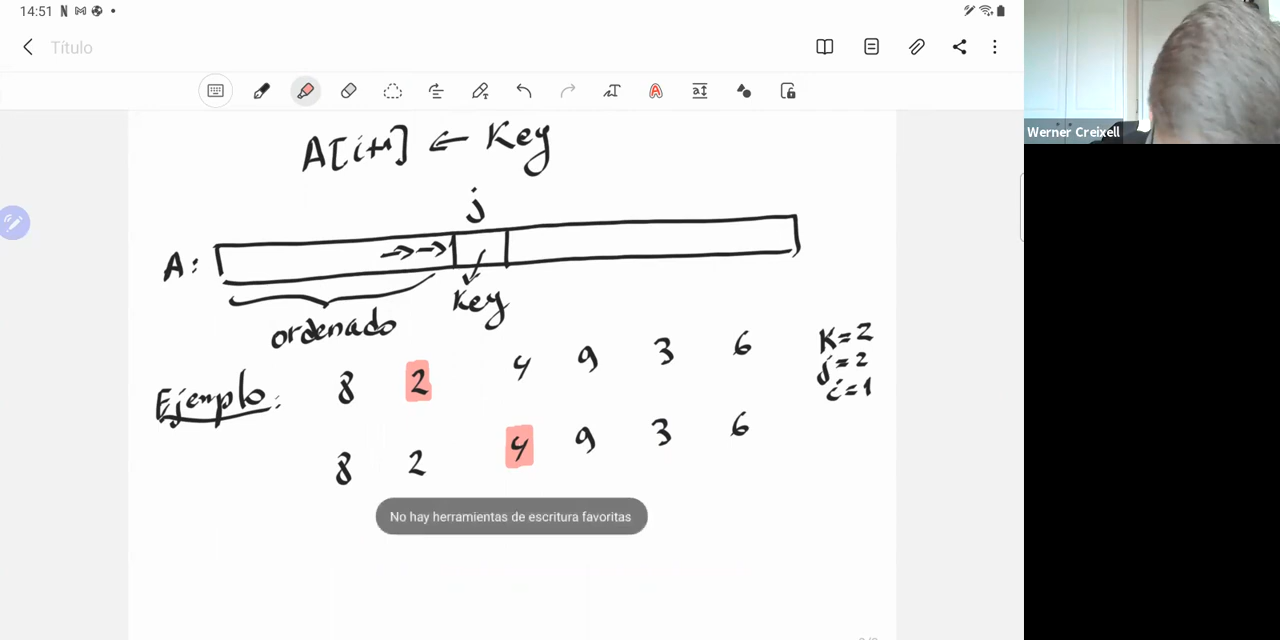 14:51
Título
Werner Creixell
A[i+1] ← Key
j
A:
Key
ordenado
Ejemplo: 8 2 4 9 3 6
K=2
j=2
i=1
8 2 4 9 3 6
No hay herramientas de escritura favoritas